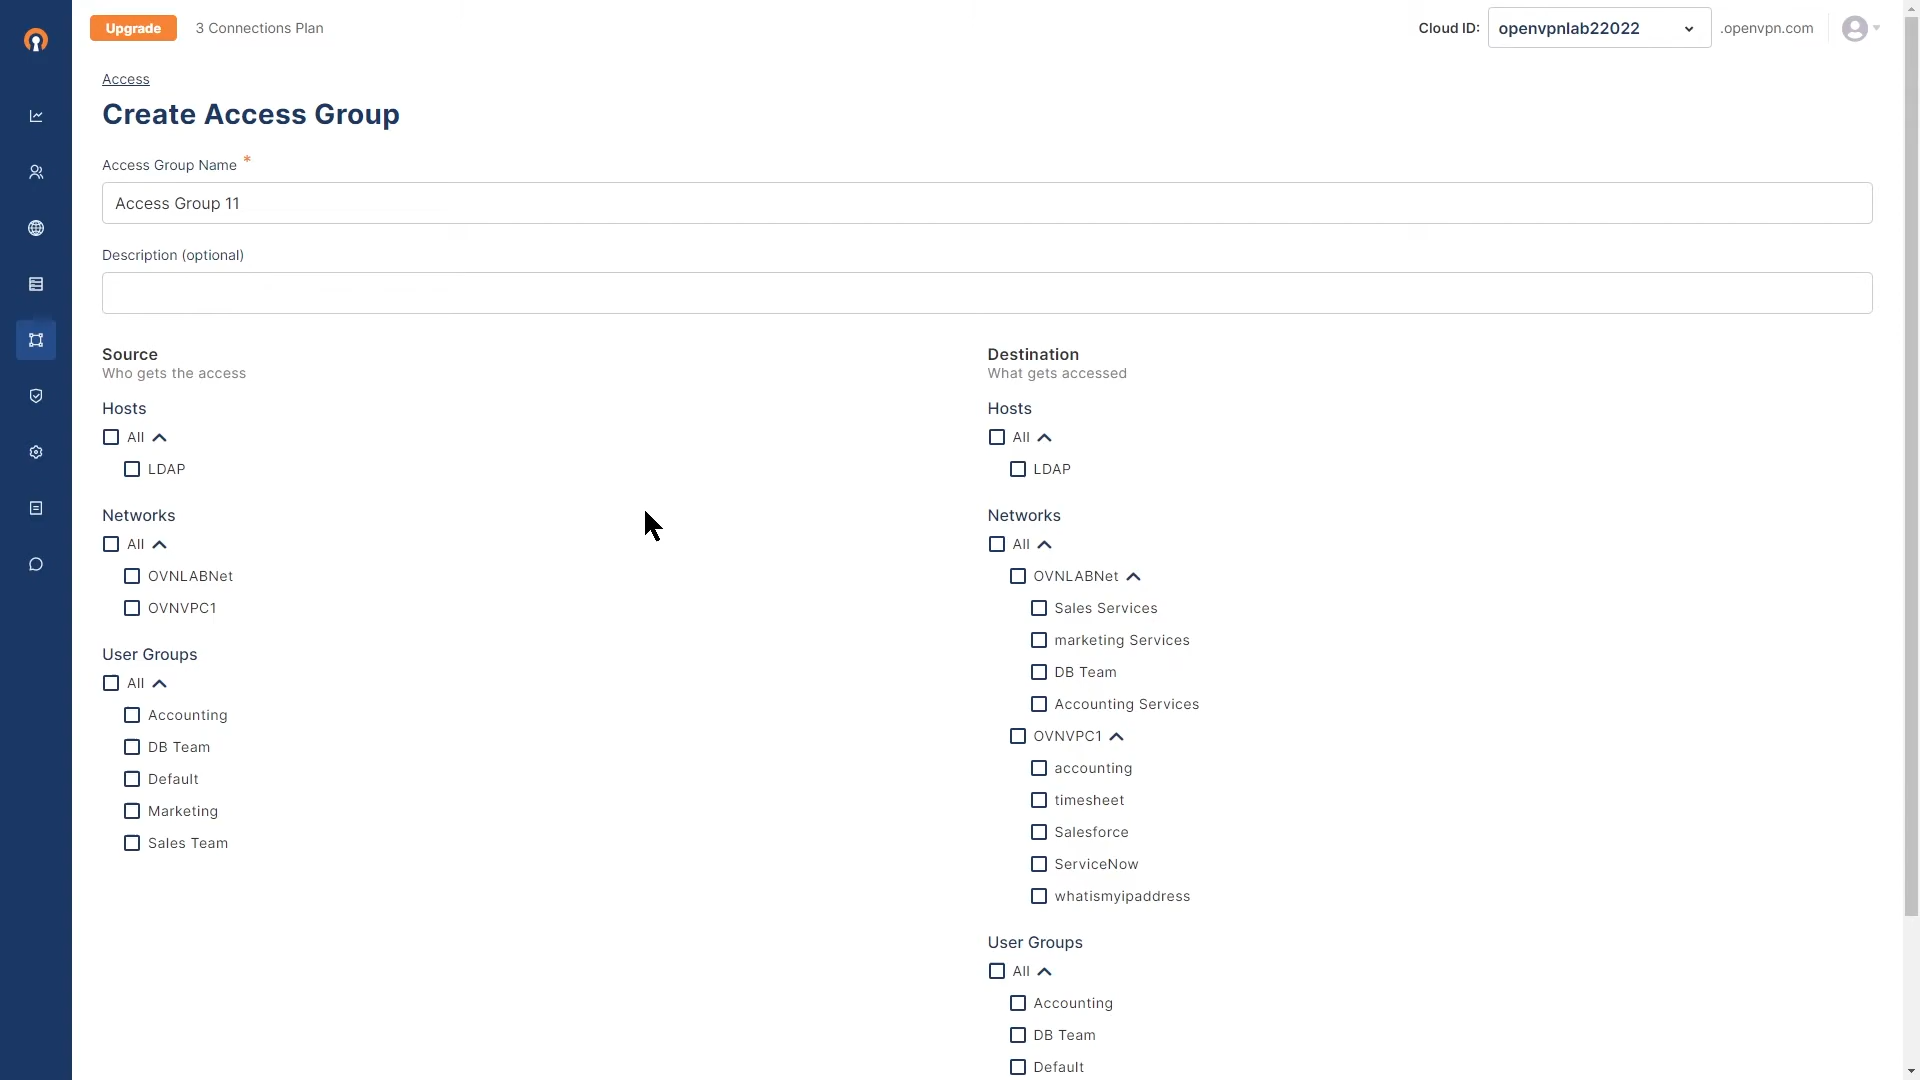 Upgrade
3 Connections Plan
Cloud ID:
openvpnlab22022
.openvpn.com
Access
Create Access Group
Access Group Name *
Access Group 11
Description (optional)
Source
Who gets the access
Hosts
All
LDAP
Networks
All
OVNLABNet
OVNVPC1
User Groups
All
Accounting
DB Team
Default
Marketing
Sales Team
Destination
What gets accessed
Hosts
All
LDAP
Networks
All
OVNLABNet
Sales Services
marketing Services
DB Team
Accounting Services
OVNVPC1
accounting
timesheet
Salesforce
ServiceNow
whatismyipaddress
User Groups
All
Accounting
DB Team
Default